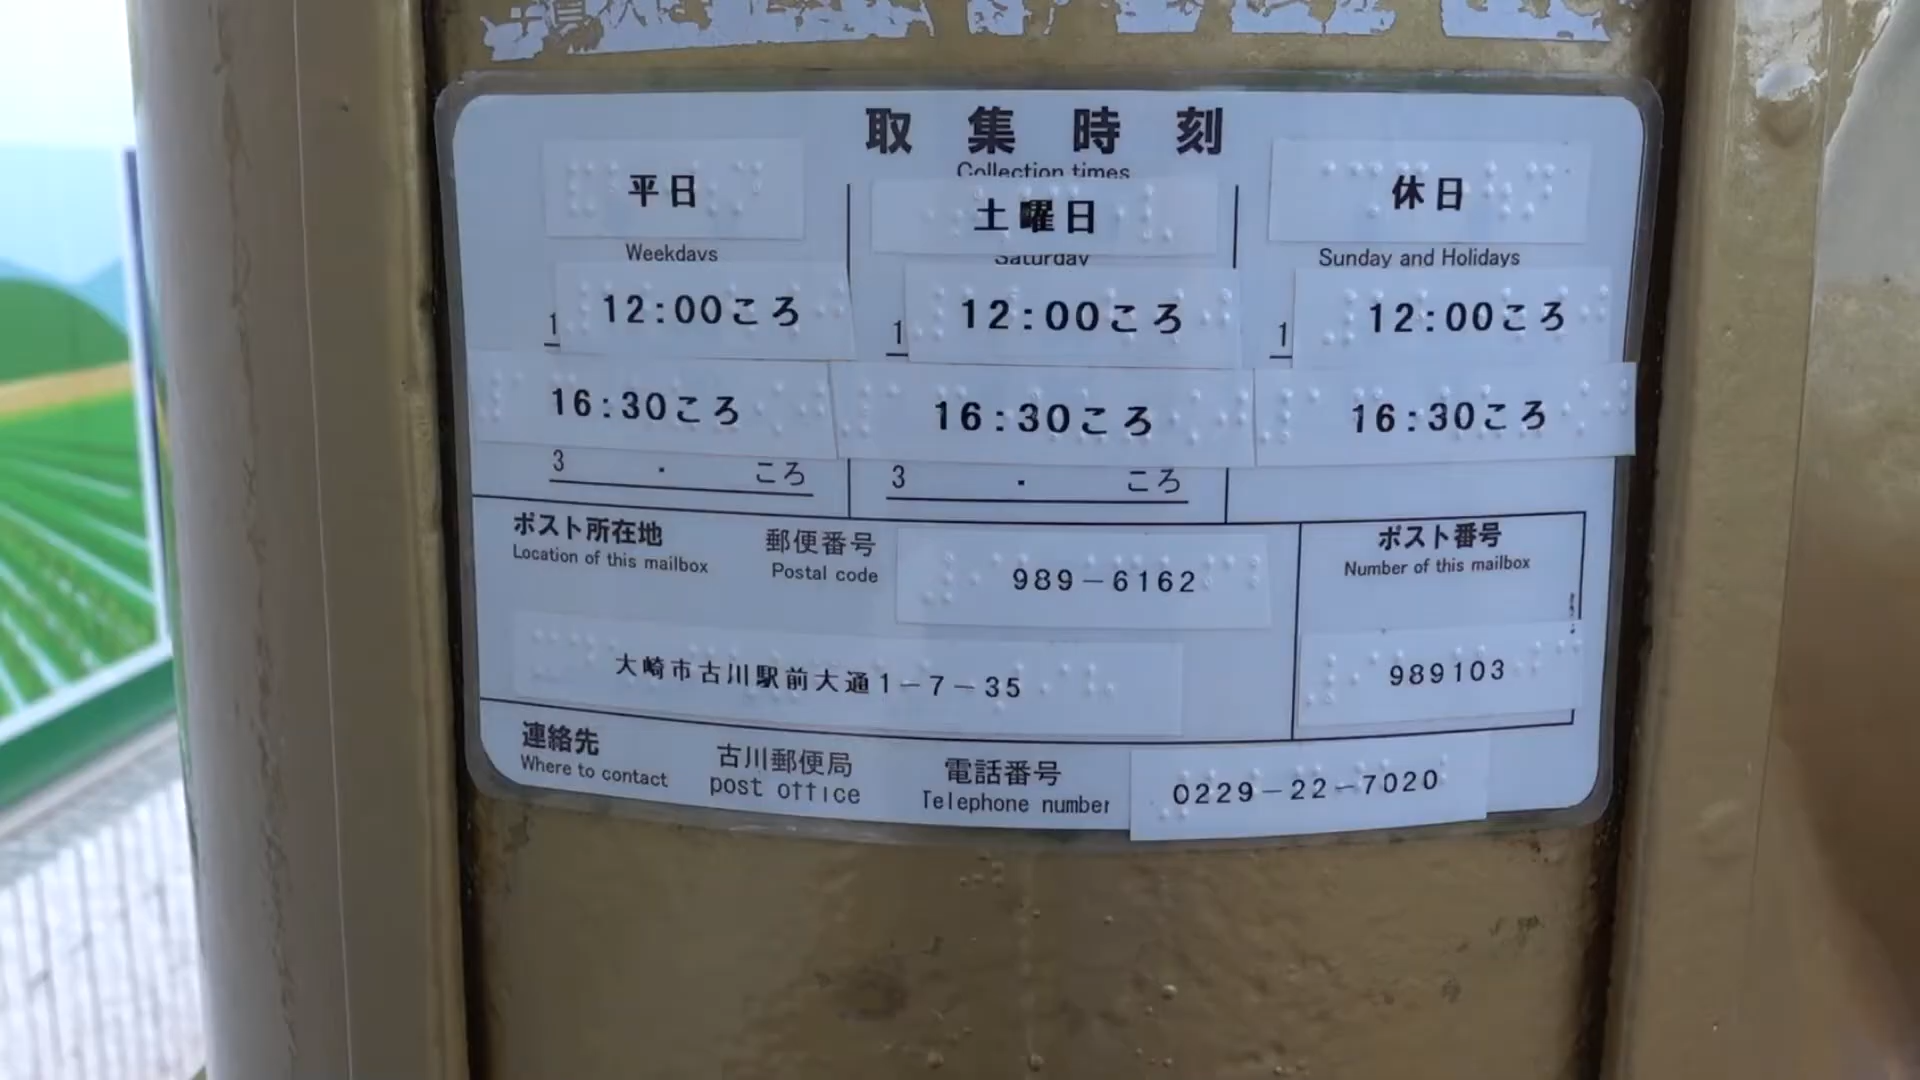 取集時刻
Collection times
平日 土曜日 休日
Weekdays Saturday Sunday and Holidays
1 12:00ころ 1 12:00ころ 1 12:00ころ
16:30ころ 16:30ころ 16:30ころ
3 ころ 3 ころ
ポスト所在地 郵便番号 989-6162 ポスト番号
Location of this mailbox Postal code Number of this mailbox
大崎市古川駅前大通1-7-35 989103
連絡先 古川郵便局 電話番号 0229-22-7020
Where to contact post office Telephone number